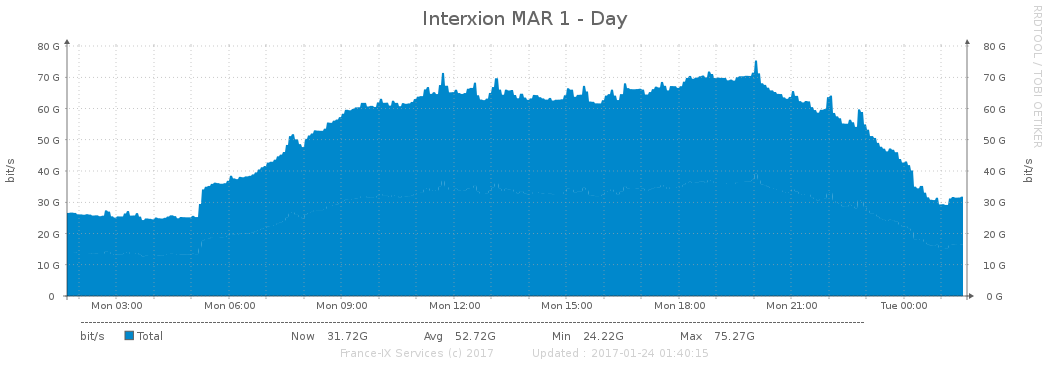 Interxion MAR 1 - Day
RRDTOOL / TOBI OETIKER
80 G 80 G
70 G 70 G
60 G 60 G
50 G 50 G
40 G 40 G
30 G 30 G
20 G 20 G
10 G 10 G
0 0 G
bit/s
bit/s
Mon 03:00 Mon 06:00 Mon 09:00 Mon 12:00 Mon 15:00 Mon 18:00 Mon 21:00 Tue 00:00
bit/s Total Now 31.72G Avg 52.72G Min 24.22G Max 75.27G
France-IX Services (c) 2017 Updated : 2017-01-24 01:40:15